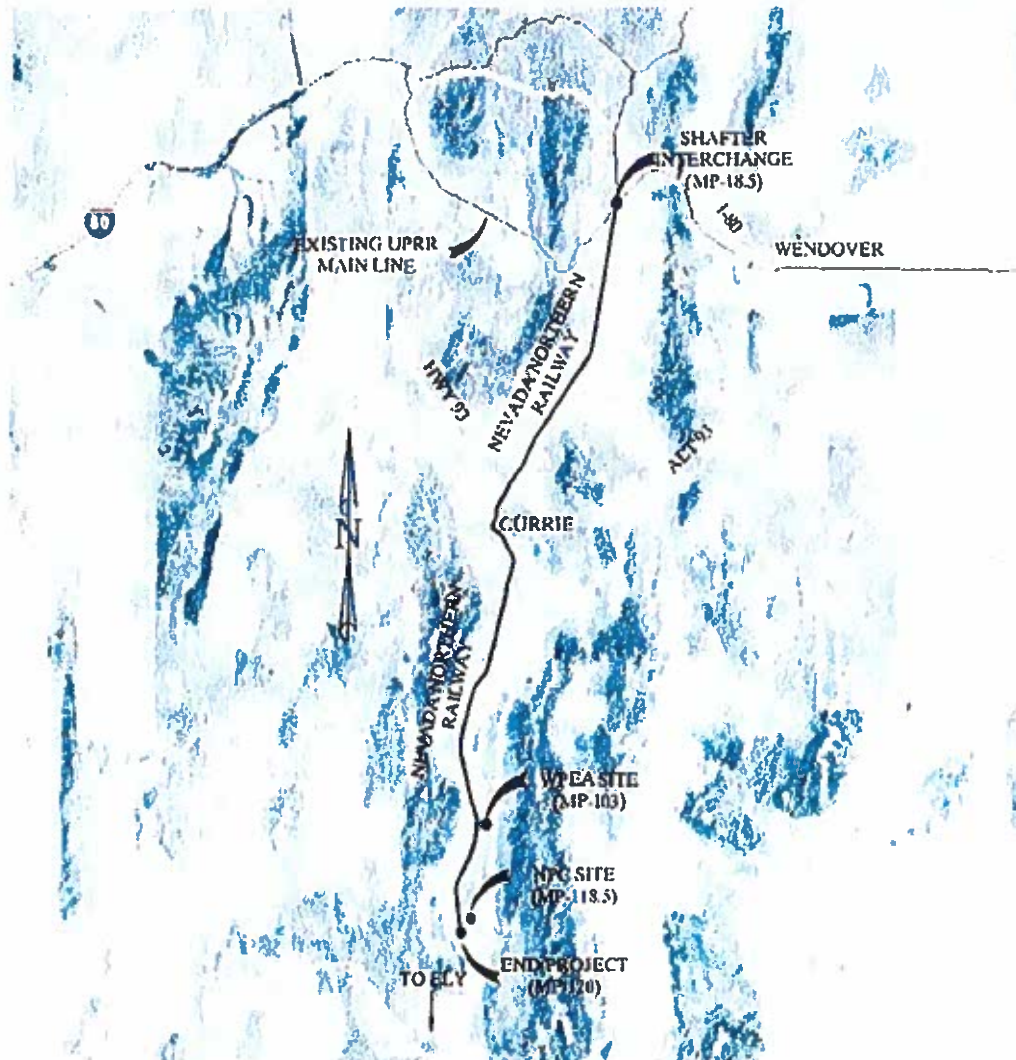 SHAFTER
INTERCHANGE
(MP-18.5)
80
I-80
WENDOVER
EXISTING UPRR
MAIN LINE
NEVADA NORTHERN
RAILWAY
HWY 93
ALT 93
N
CURRIE
NEVADA NORTHERN
RAILWAY
WPEA SITE
(MP-103)
NPC SITE
(MP-118.5)
TO ELY
END PROJECT
(MP 120)